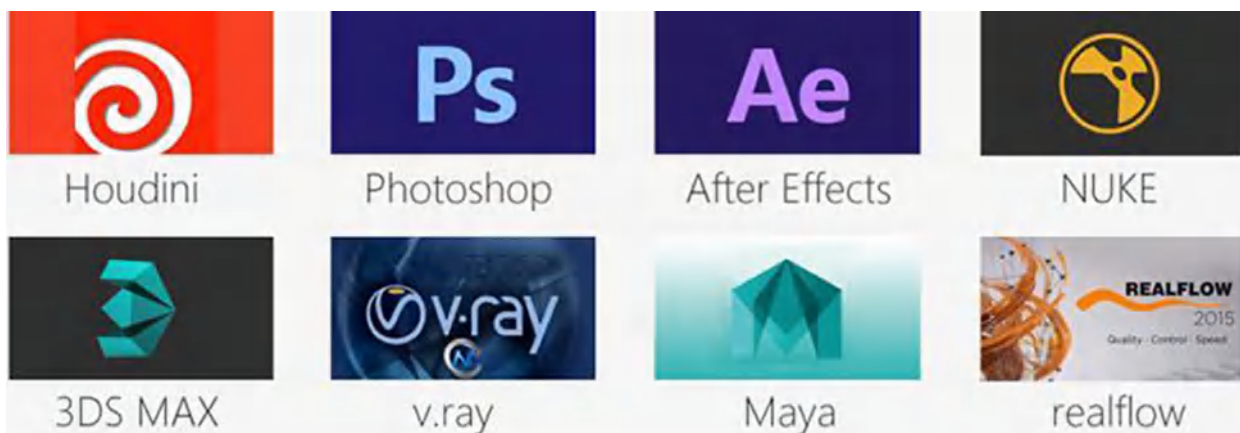 Ps
Ae
Houdini
Photoshop
After Effects
NUKE
v.ray
REALFLOW
2015
Quality · Control · Speed
3DS MAX
v.ray
Maya
realflow